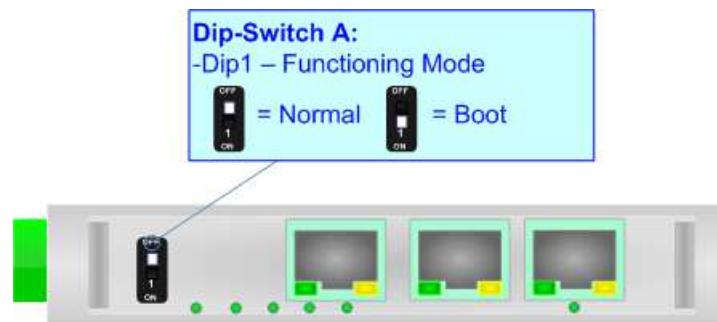 Dip-Switch A:
-Dip1 – Functioning Mode
OFF
1
ON
= Normal
OFF
1
ON
= Boot
OFF
1
ON